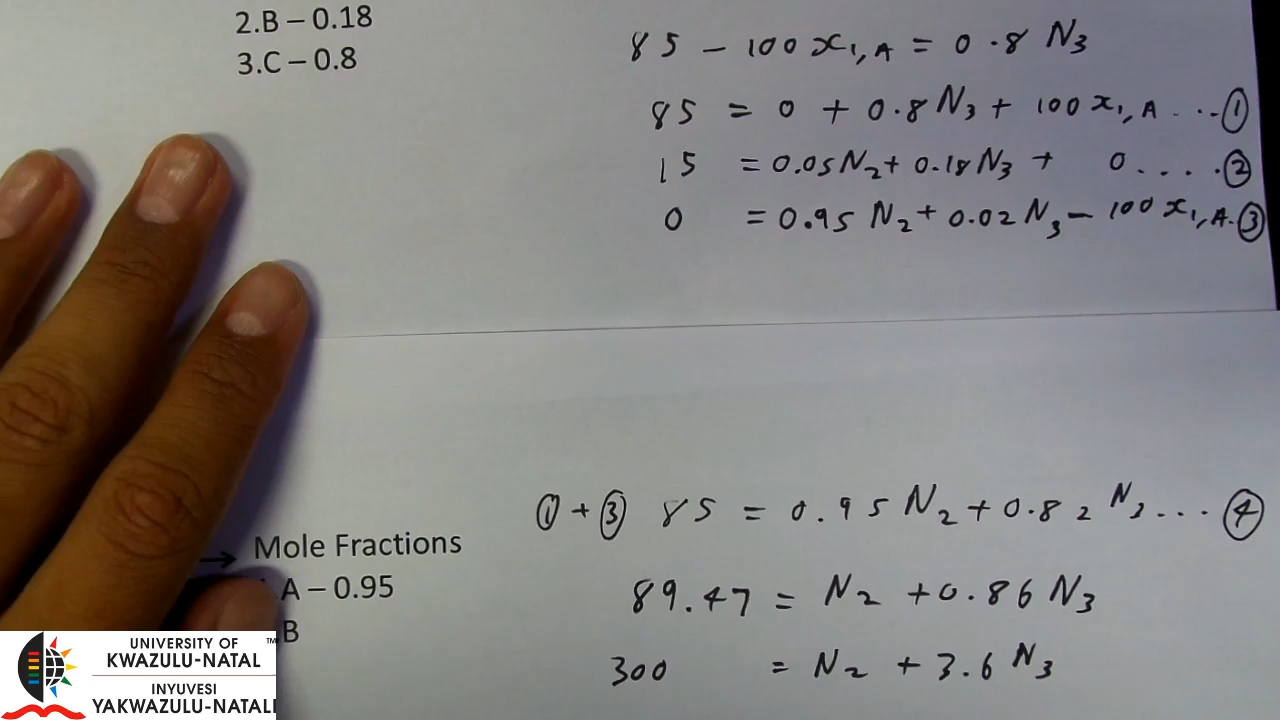 2.B – 0.18
3.C – 0.8
85 – 100 x₁,A = 0.8 N₃
85 = 0 + 0.8 N₃ + 100 x₁,A ... ①
15 = 0.05 N₂ + 0.18 N₃ + 0 .... ②
0 = 0.95 N₂ + 0.02 N₃ – 100 x₁,A . ③
① + ③ 85 = 0.95 N₂ + 0.82 N₃ ... ④
Mole Fractions
A – 0.95
B
89.47 = N₂ + 0.86 N₃
300 = N₂ + 3.6 N₃
UNIVERSITY OF ™
KWAZULU-NATAL
INYUVESI
YAKWAZULU-NATALI